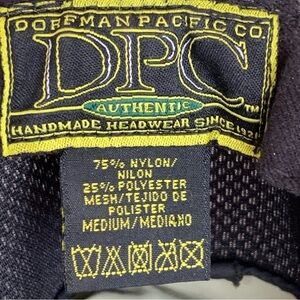 DORFMAN PACIFIC CO.
DPC
AUTHENTIC
TM
HANDMADE HEADWEAR SINCE 1921
75% NYLON/
NILON
25% POLYESTER
MESH/TEJIDO DE
POLISTER
MEDIUM/MEDIANO